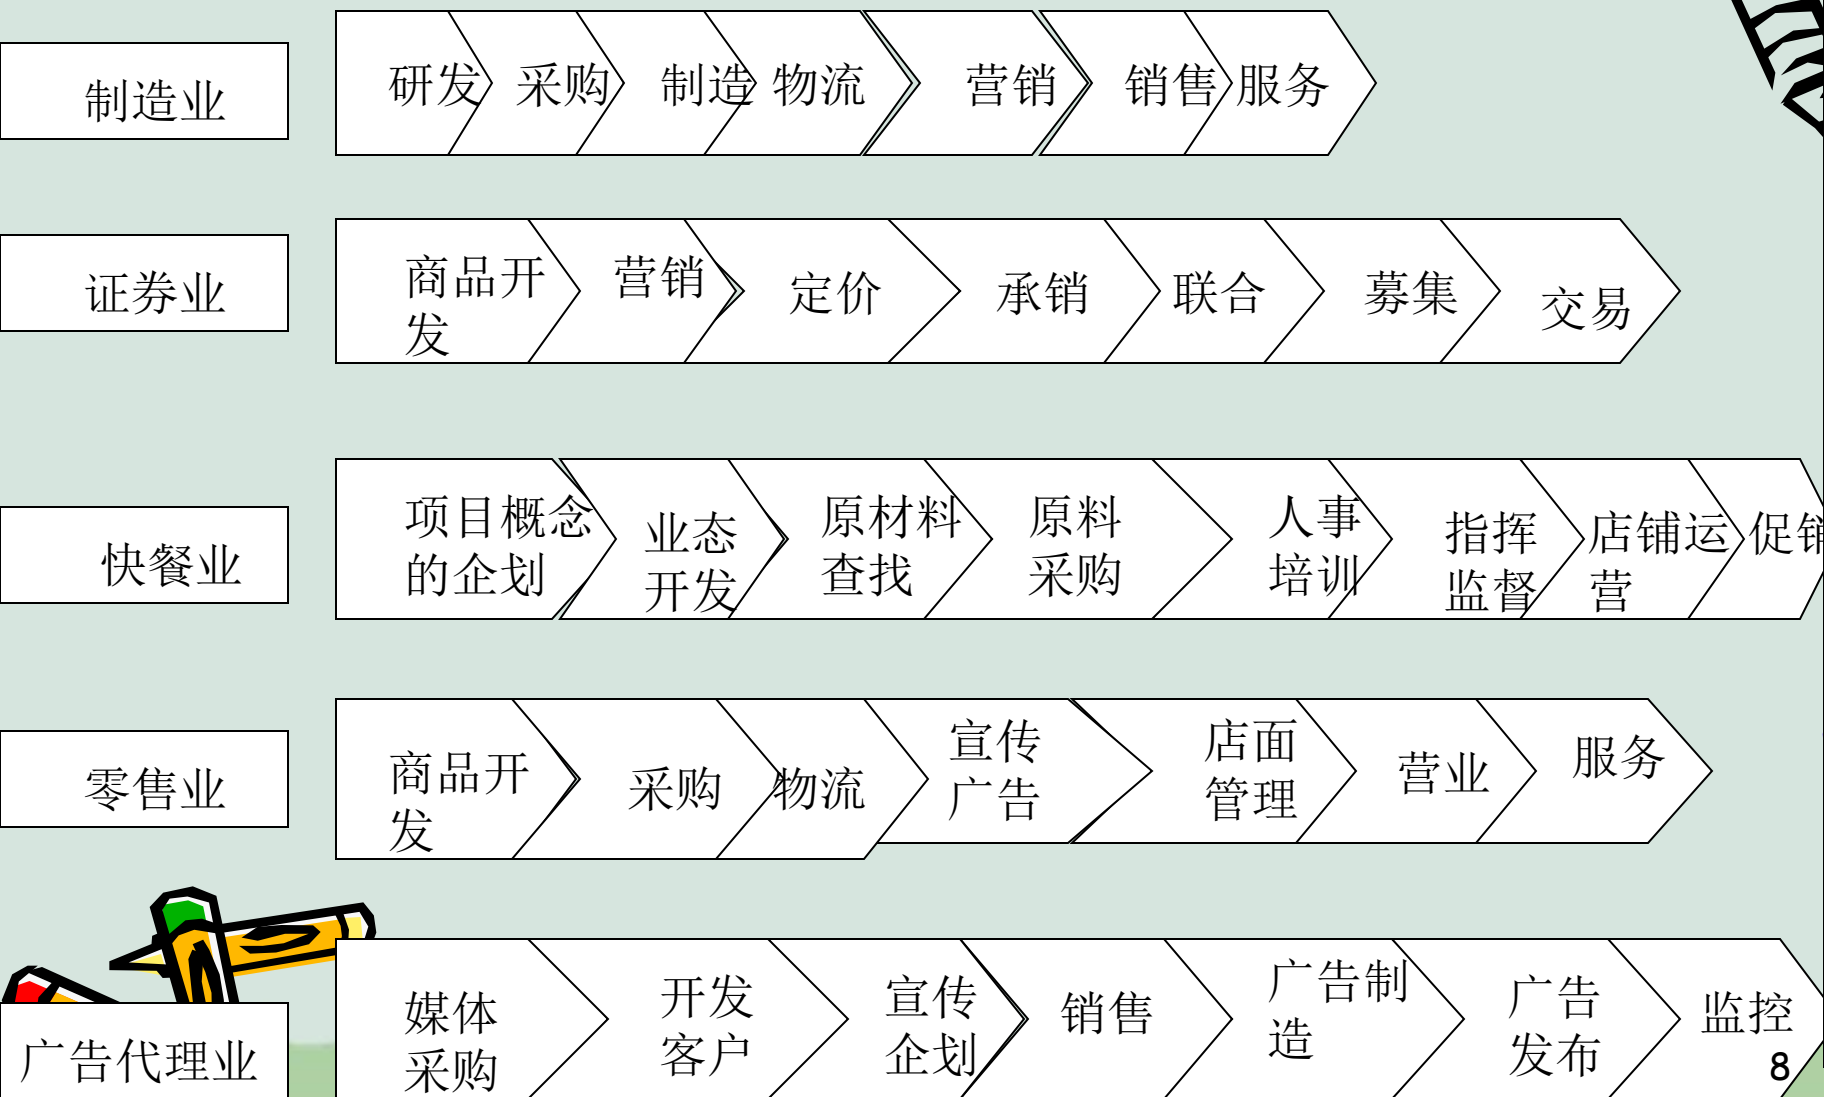 制造业
研发
采购
制造
物流
营销
销售
服务
证券业
商品开
发
营销
定价
承销
联合
募集
交易
快餐业
项目概念
的企划
业态
开发
原材料
查找
原料
采购
人事
培训
指挥
监督
店铺运
营
促销
零售业
商品开
发
采购
物流
宣传
广告
店面
管理
营业
服务
广告代理业
媒体
采购
开发
客户
宣传
企划
销售
广告制
造
广告
发布
监控
8